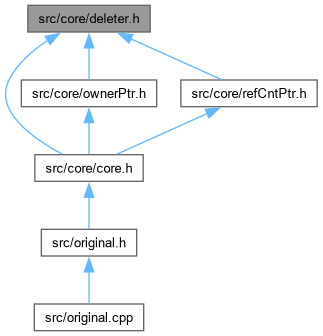 src/core/deleter.h
src/core/ownerPtr.h
src/core/refCntPtr.h
src/core/core.h
src/original.h
src/original.cpp